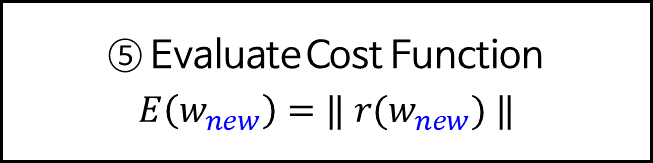 ⑤ Evaluate Cost Function
E(w_new) = ‖ r(w_new) ‖